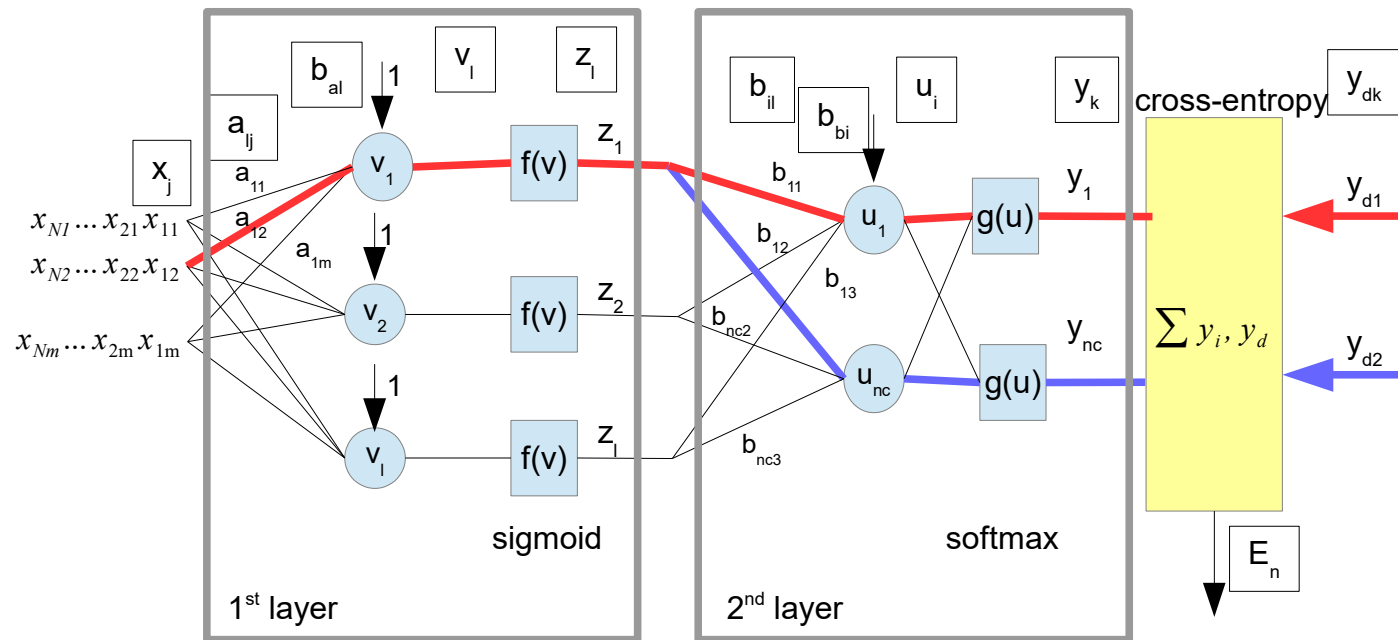 b_al
1
v_l
z_l
b_il
b_bi
u_i
y_k
cross-entropy
y_dk
x_j
a_lj
a_11
a_12
a_1m
x_N1 ... x_21 x_11
x_N2 ... x_22 x_12
x_Nm ... x_2m x_1m
v_1
f(v)
z_1
1
v_2
f(v)
z_2
1
v_l
f(v)
z_l
b_11
b_12
b_13
b_nc2
b_nc3
u_1
g(u)
y_1
u_nc
g(u)
y_nc
∑ y_i, y_d
y_d1
y_d2
E_n
sigmoid
softmax
1st layer
2nd layer